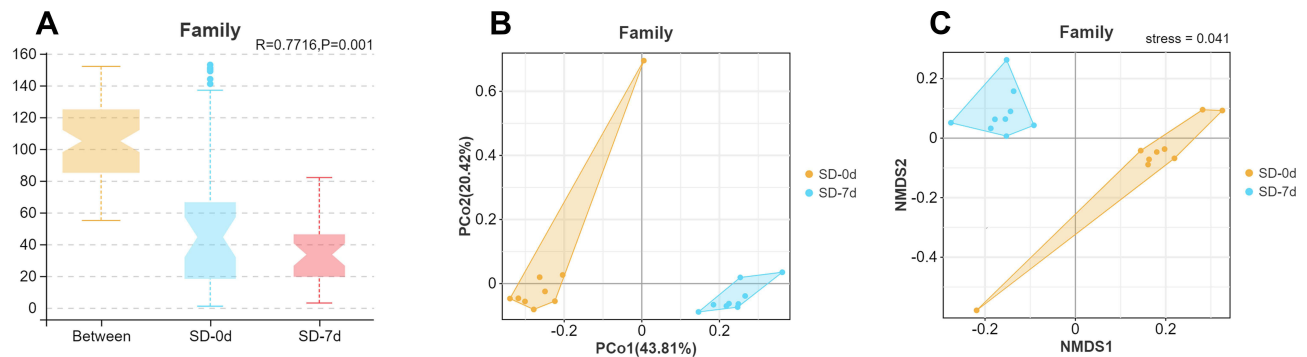 A
Family
R=0.7716,P=0.001
160
140
120
100
80
60
40
20
0
Between
SD-0d
SD-7d
B
Family
PCo2(20.42%)
0.6
0.4
0.2
0
-0.2
0
0.2
PCo1(43.81%)
SD-0d
SD-7d
C
Family
stress = 0.041
NMDS2
0.2
0
-0.2
-0.4
-0.2
0
0.2
NMDS1
SD-0d
SD-7d